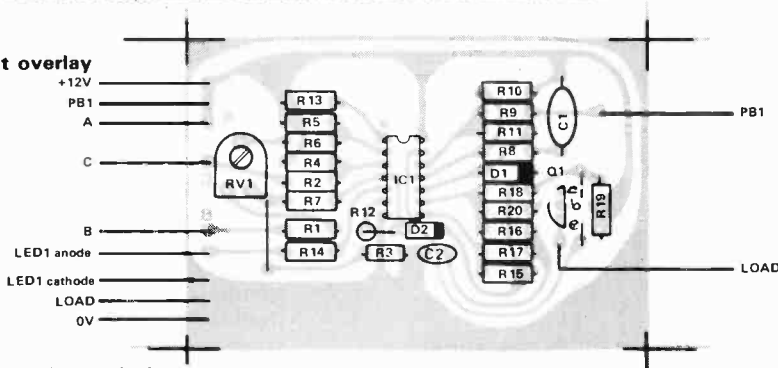 t overlay
+12V
PB1
A
C
B
LED1 anode
LED1 cathode
LOAD
0V
RV1
R13
R5
R6
R4
R2
R7
R1
R14
R12
R3
IC1
D2
C2
R10
R9
R11
R8
D1
R18
R20
R16
R17
R15
C1
Q1
c
b
e
R19
PB1
LOAD